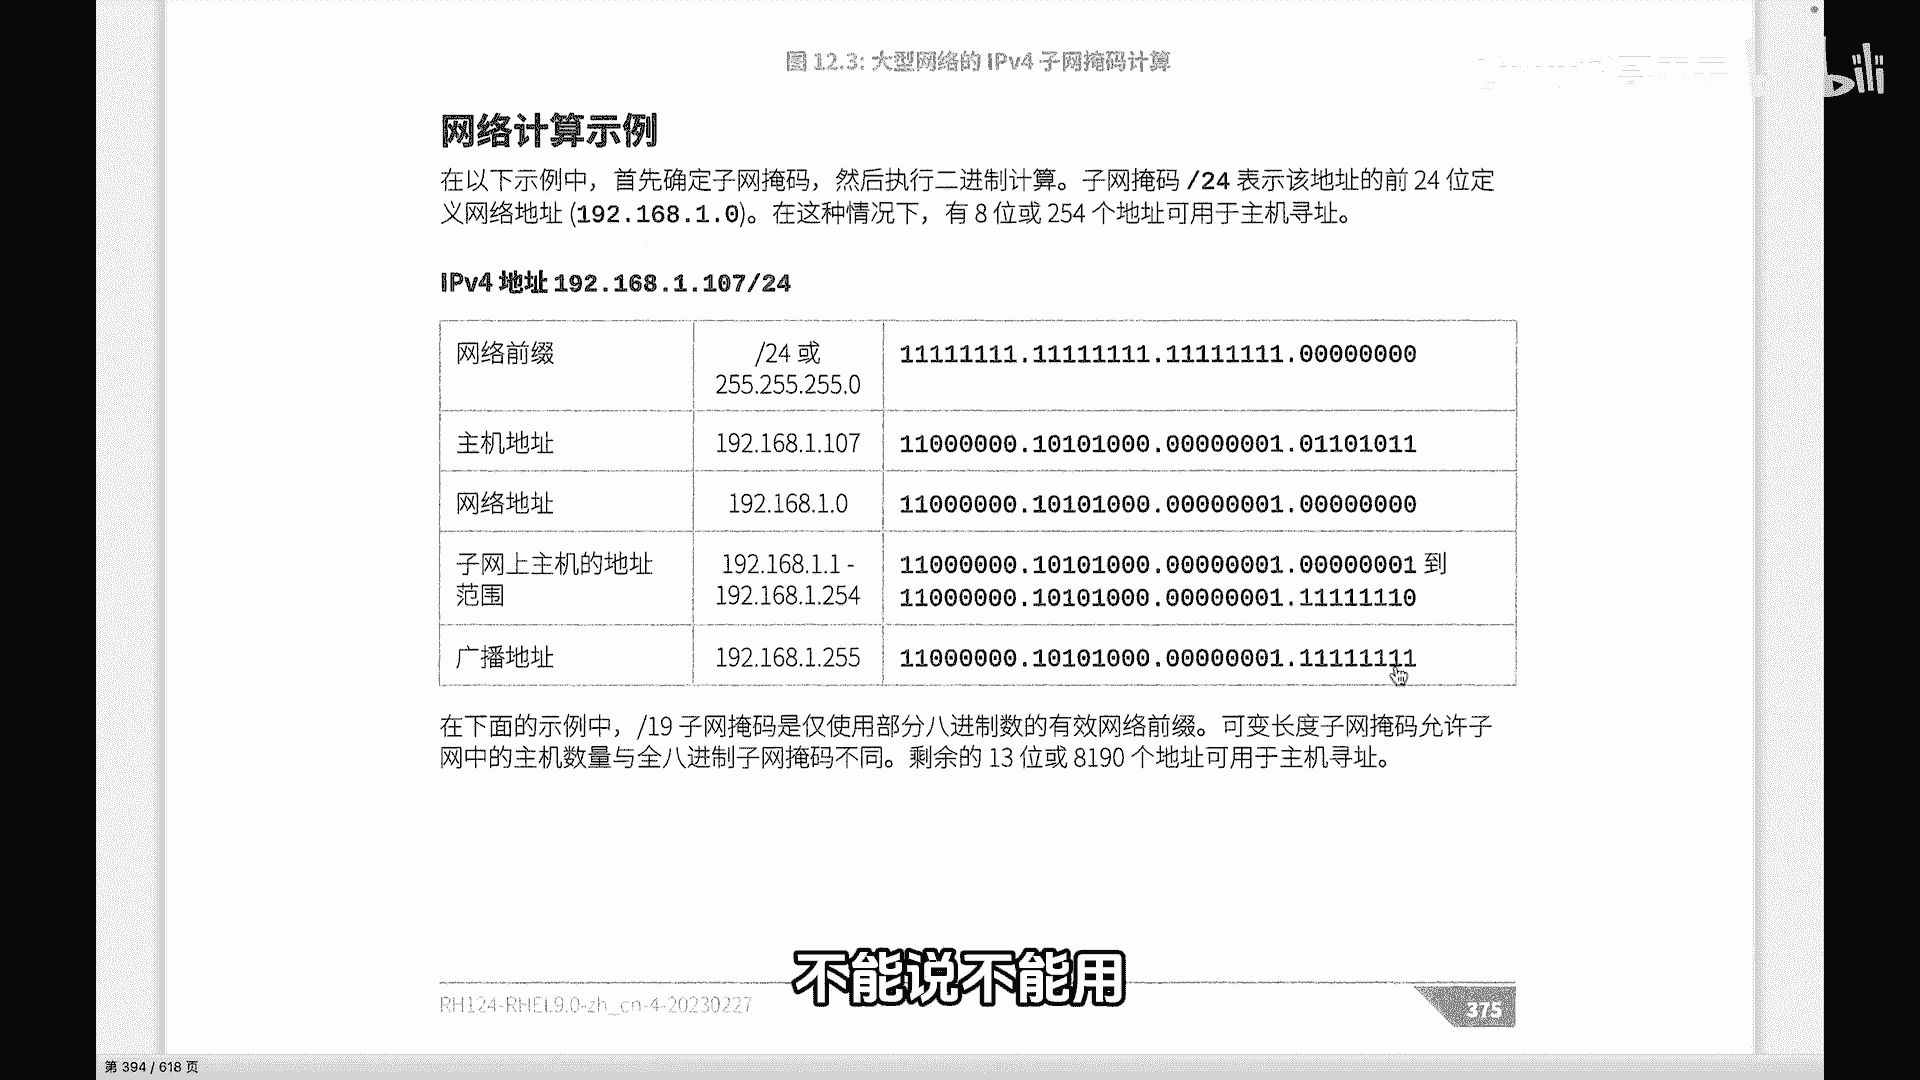 图 12.3: 大型网络的 IPv4 子网掩码计算
bili
网络计算示例
在以下示例中，首先确定子网掩码，然后执行二进制计算。子网掩码 /24 表示该地址的前 24 位定
义网络地址 (192.168.1.0)。在这种情况下，有 8 位或 254 个地址可用于主机寻址。
IPv4 地址 192.168.1.107/24
网络前缀 /24 或 11111111.11111111.11111111.00000000
255.255.255.0
主机地址 192.168.1.107 11000000.10101000.00000001.01101011
网络地址 192.168.1.0 11000000.10101000.00000001.00000000
子网上主机的地址 192.168.1.1 - 11000000.10101000.00000001.00000001 到
范围 192.168.1.254 11000000.10101000.00000001.11111110
广播地址 192.168.1.255 11000000.10101000.00000001.11111111
在下面的示例中，/19 子网掩码是仅使用部分八进制数的有效网络前缀。可变长度子网掩码允许子
网中的主机数量与全八进制子网掩码不同。剩余的 13 位或 8190 个地址可用于主机寻址。
不能说不能用
RH124-RHEL9.0-zh_cn-4-20230227
375
第 394 / 618 页